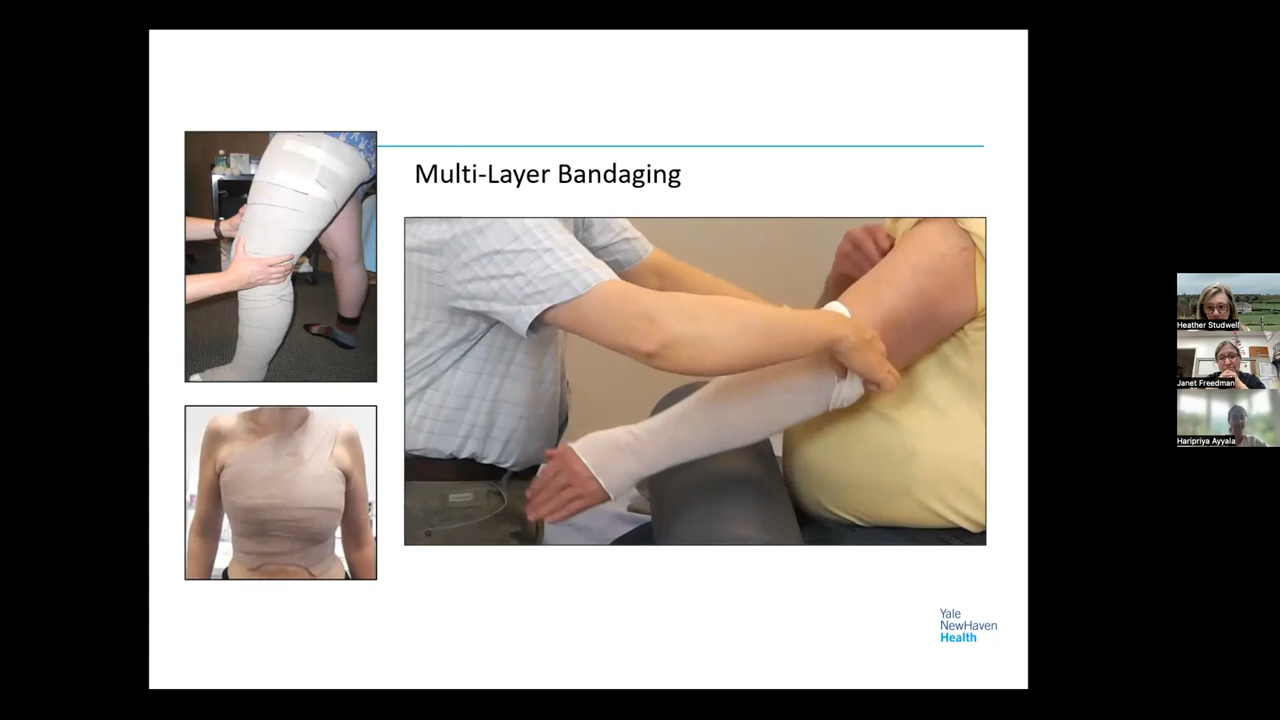 Multi-Layer Bandaging
Yale
NewHaven
Health
Heather Studwell
Janet Freedman
Haripriya Ayyala